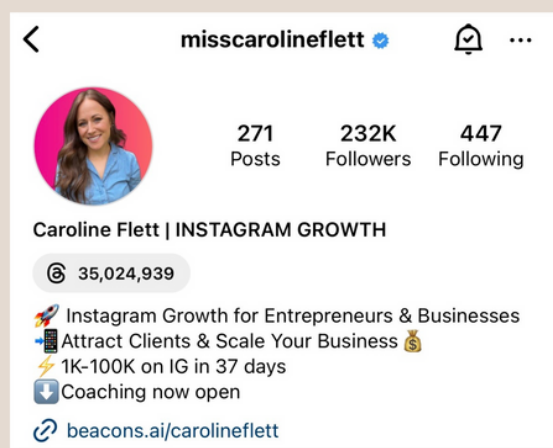 misscarolineflett
271 232K 447
Posts Followers Following
Caroline Flett | INSTAGRAM GROWTH
35,024,939
🚀 Instagram Growth for Entrepreneurs & Businesses
📲Attract Clients & Scale Your Business 💰
⚡ 1K-100K on IG in 37 days
⬇️Coaching now open
beacons.ai/carolineflett